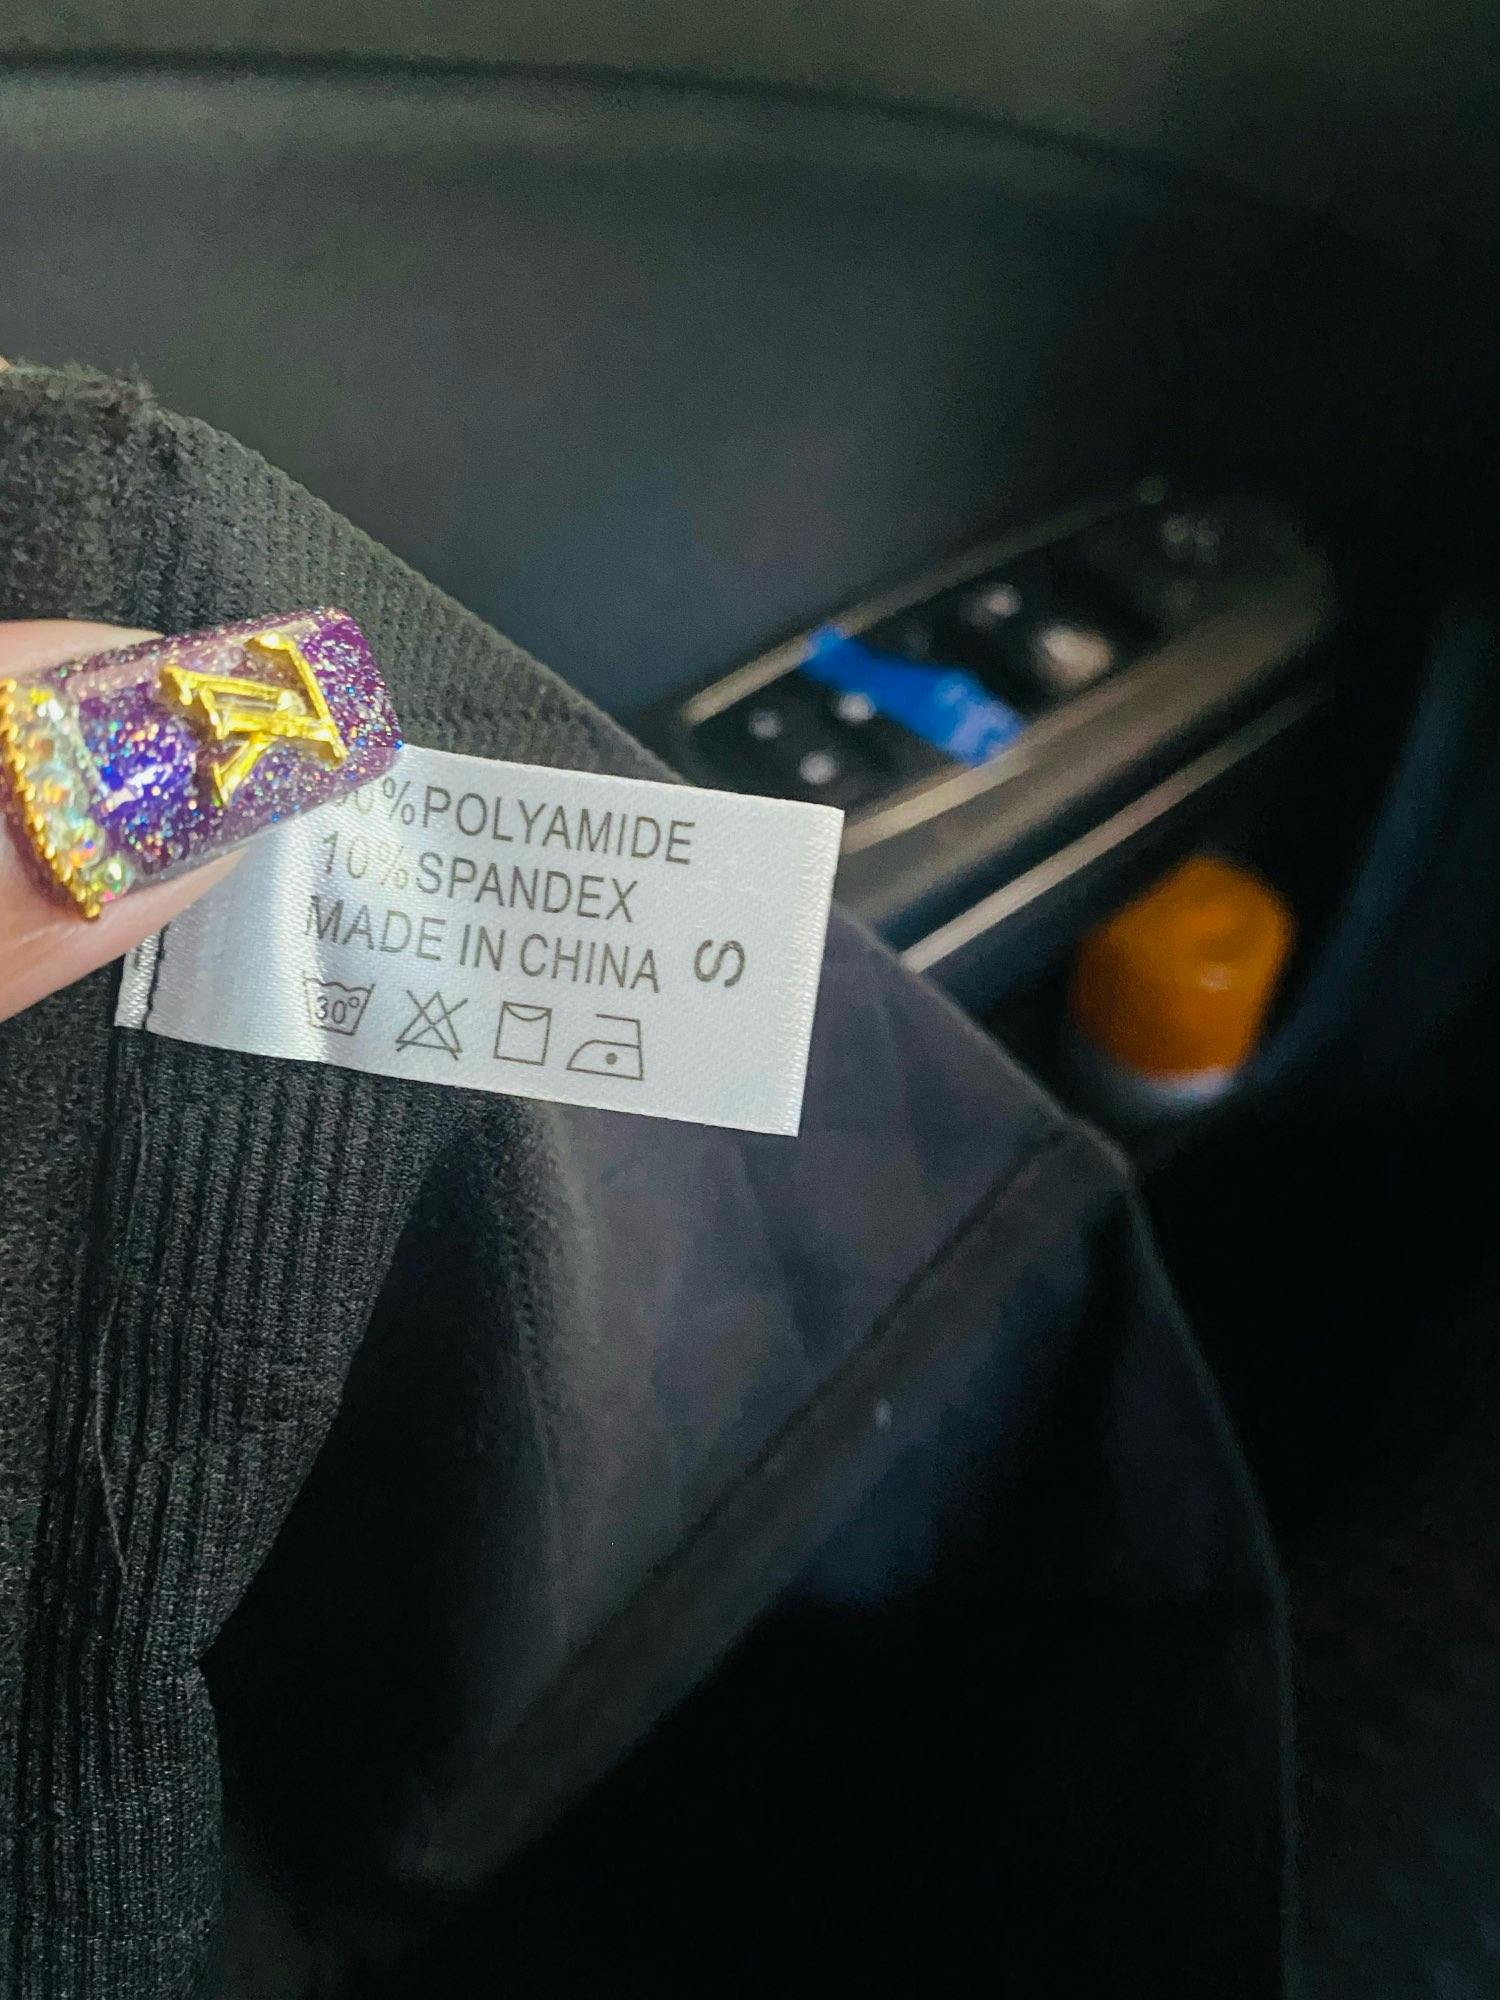 0%POLYAMIDE
10%SPANDEX
MADE IN CHINA
S
30°